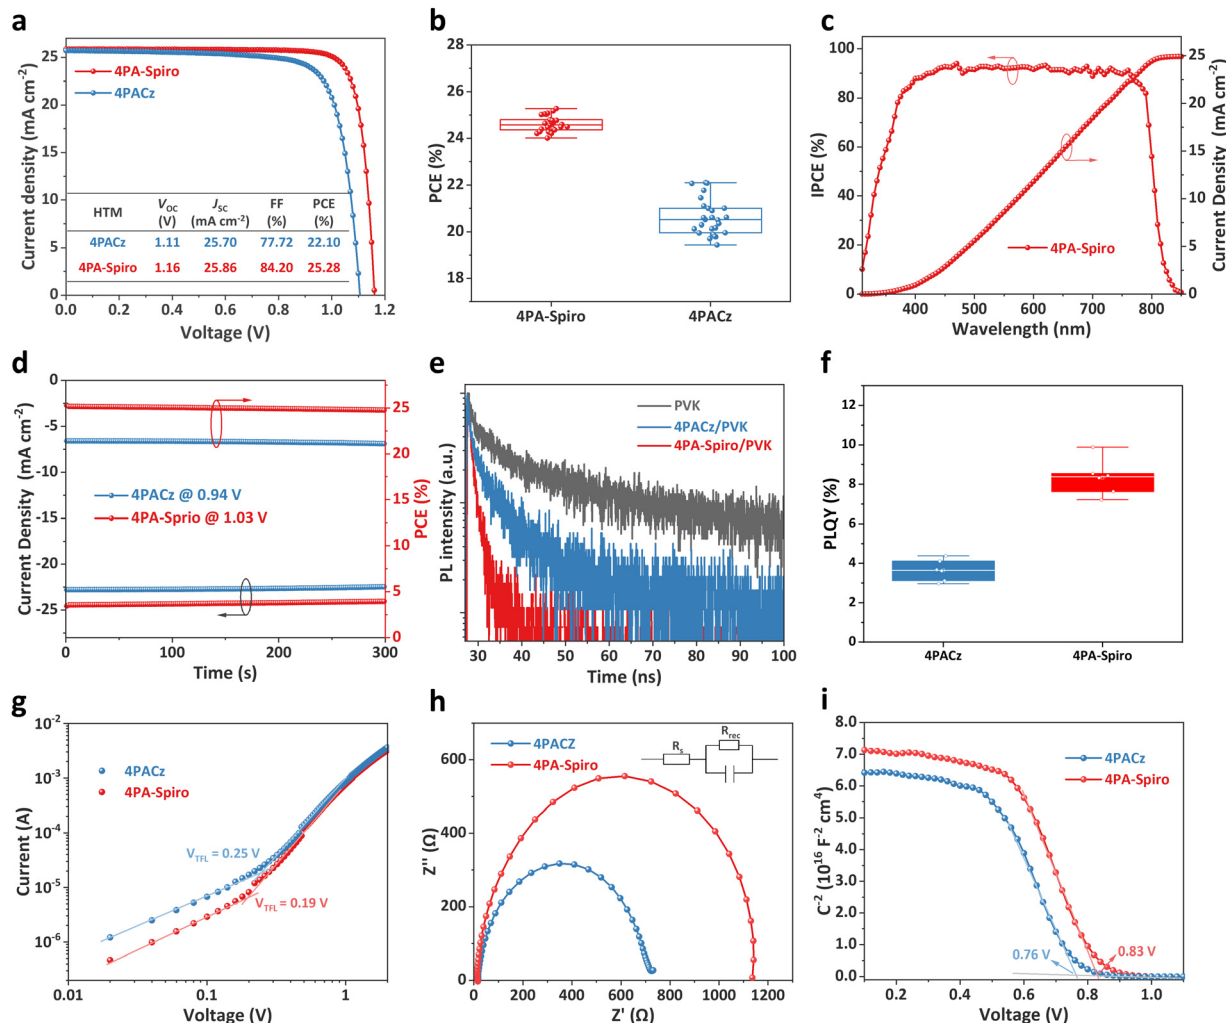 a
Current density (mA cm⁻²)
30
25
20
15
10
5
0
4PA-Spiro
4PACz
HTM V_OC (V) J_SC (mA cm⁻²) FF (%) PCE (%)
4PACz 1.11 25.70 77.72 22.10
4PA-Spiro 1.16 25.86 84.20 25.28
0.0 0.2 0.4 0.6 0.8 1.0 1.2
Voltage (V)
b
PCE (%)
28
26
24
22
20
18
4PA-Spiro 4PACz
c
IPCE (%)
100
80
60
40
20
0
4PA-Spiro
25
20
15
10
5
0
Current Density (mA cm⁻²)
400 500 600 700 800
Wavelength (nm)
d
Current Density (mA cm⁻²)
0
-5
-10
-15
-20
-25
4PACz @ 0.94 V
4PA-Sprio @ 1.03 V
25
20
15
10
5
0
PCE (%)
0 100 200 300
Time (s)
e
PL intensity (a.u.)
PVK
4PACz/PVK
4PA-Spiro/PVK
30 40 50 60 70 80 90 100
Time (ns)
f
PLQY (%)
12
10
8
6
4
2
0
4PACz 4PA-Spiro
g
Current (A)
10⁻²
10⁻³
10⁻⁴
10⁻⁵
10⁻⁶
4PACz
4PA-Spiro
V_TFL = 0.25 V
V_TFL = 0.19 V
0.01 0.1 1
Voltage (V)
h
Z'' (Ω)
600
400
200
0
4PACZ
4PA-Spiro
R_s
R_rec
0 200 400 600 800 1000 1200
Z' (Ω)
i
C⁻² (10¹⁶ F⁻² cm⁴)
8.0
7.0
6.0
5.0
4.0
3.0
2.0
1.0
0.0
4PACz
4PA-Spiro
0.76 V
0.83 V
0.2 0.4 0.6 0.8 1.0
Voltage (V)